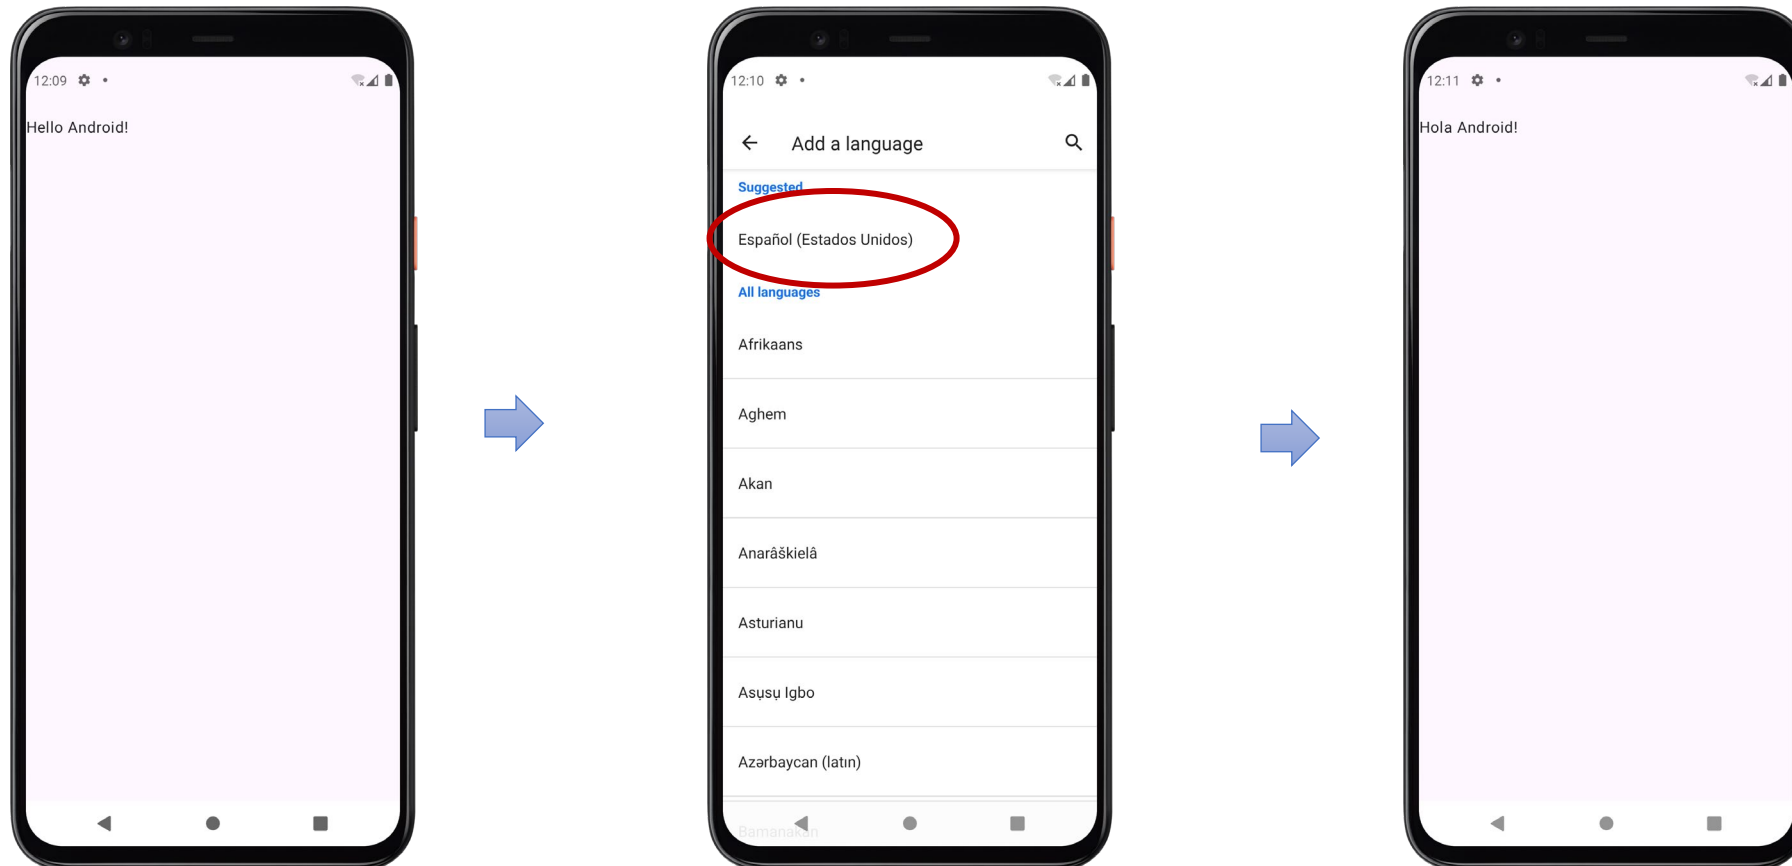 12:09
Hello Android!
12:10
Add a language
Suggested
Español (Estados Unidos)
All languages
Afrikaans
Aghem
Akan
Anarâškielâ
Asturianu
Asụsụ Igbo
Azərbaycan (latın)
Bamanakan
12:11
Hola Android!